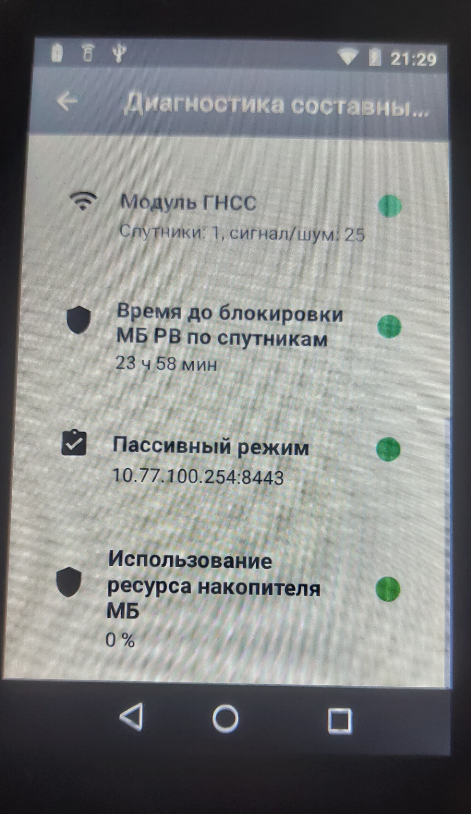 21:29
Диагностика составны...
Модуль ГНСС
Спутники: 1, сигнал/шум: 25
Время до блокировки
МБ РВ по спутникам
23 ч 58 мин
Пассивный режим
10.77.100.254:8443
Использование
ресурса накопителя
МБ
0 %